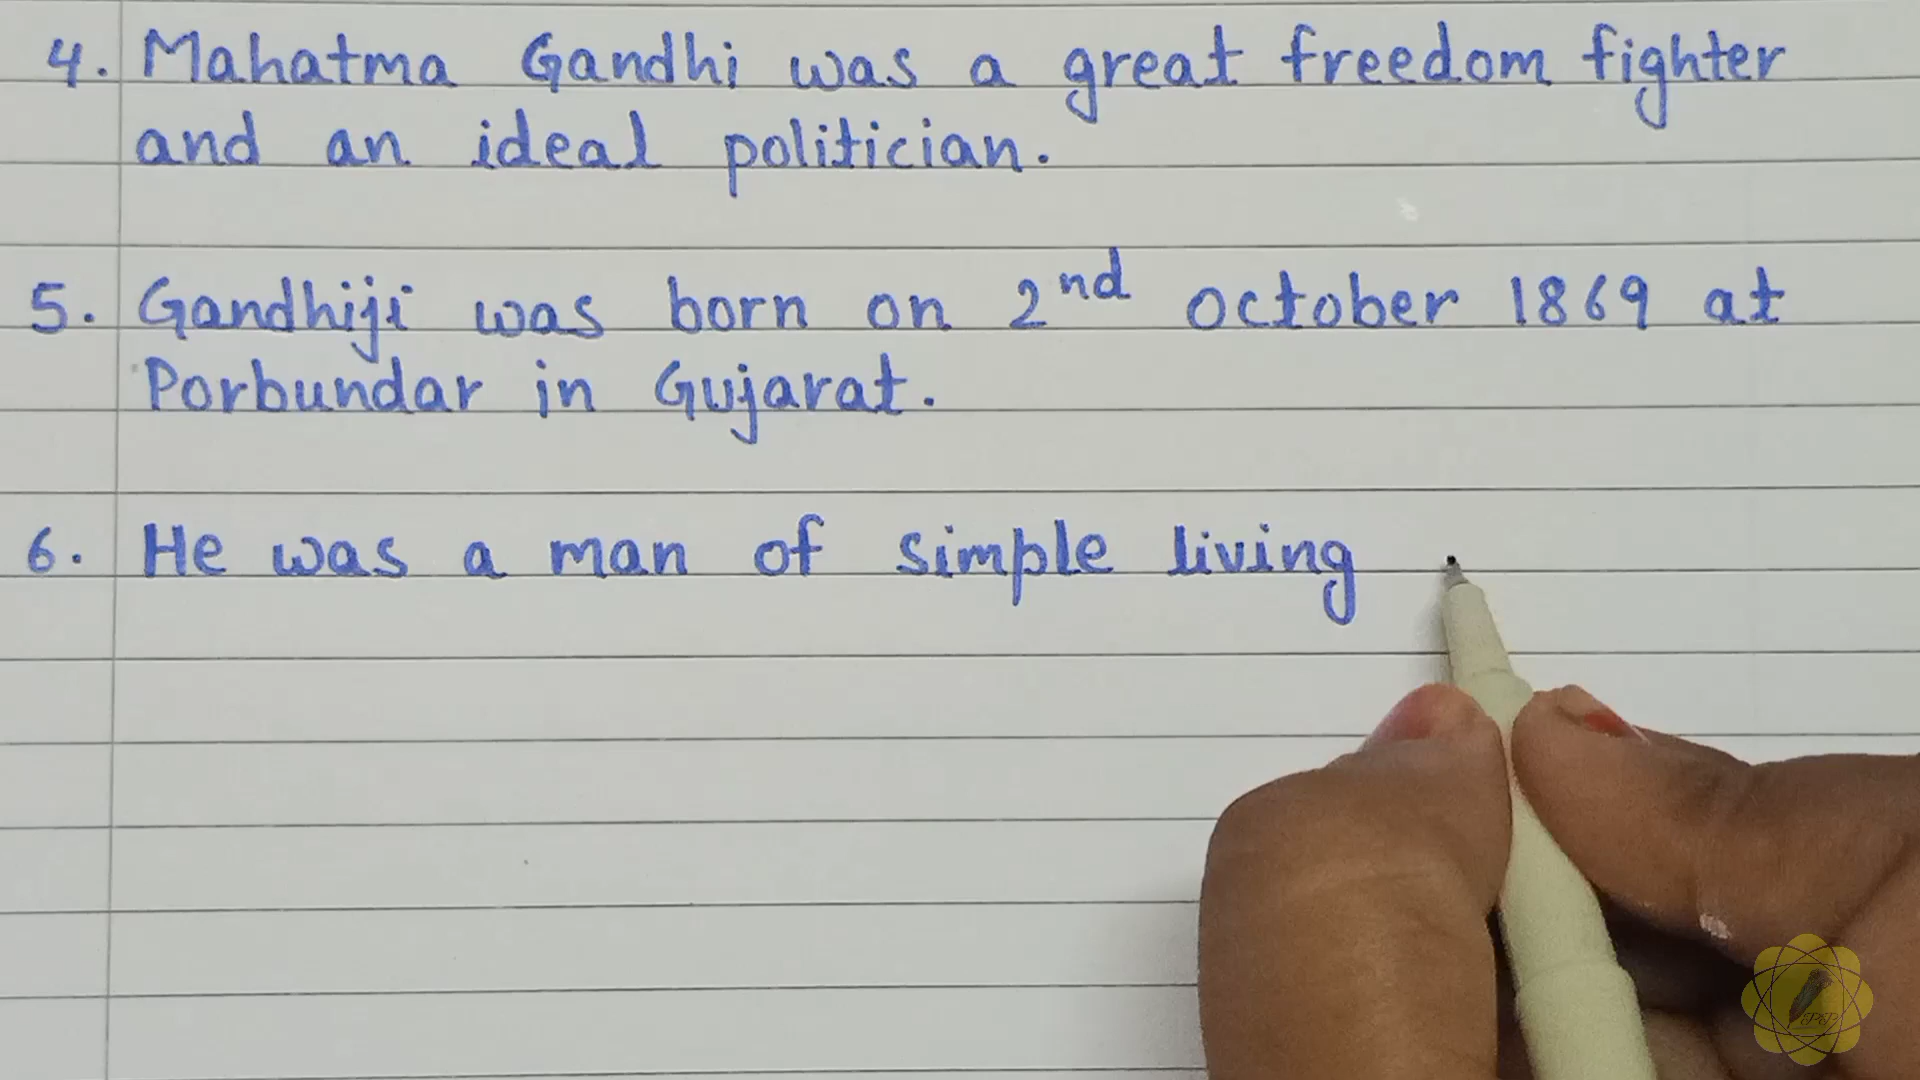 4. Mahatma Gandhi was a great freedom fighter
and an ideal politician.
5. Gandhiji was born on 2nd october 1869 at
Porbundar in Gujarat.
6. He was a man of simple living